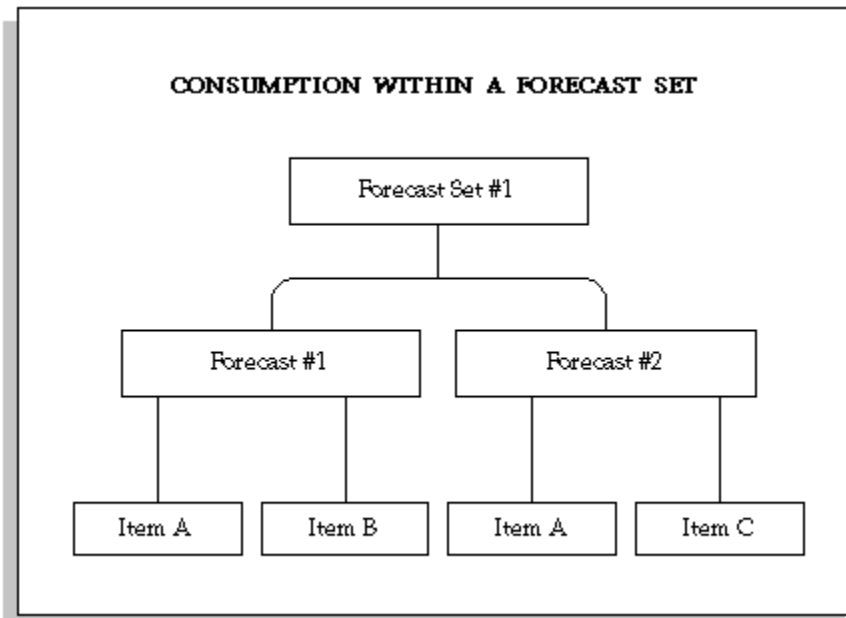 CONSUMPTION WITHIN A FORECAST SET
Forecast Set #1
Forecast #1
Forecast #2
Item A
Item B
Item A
Item C